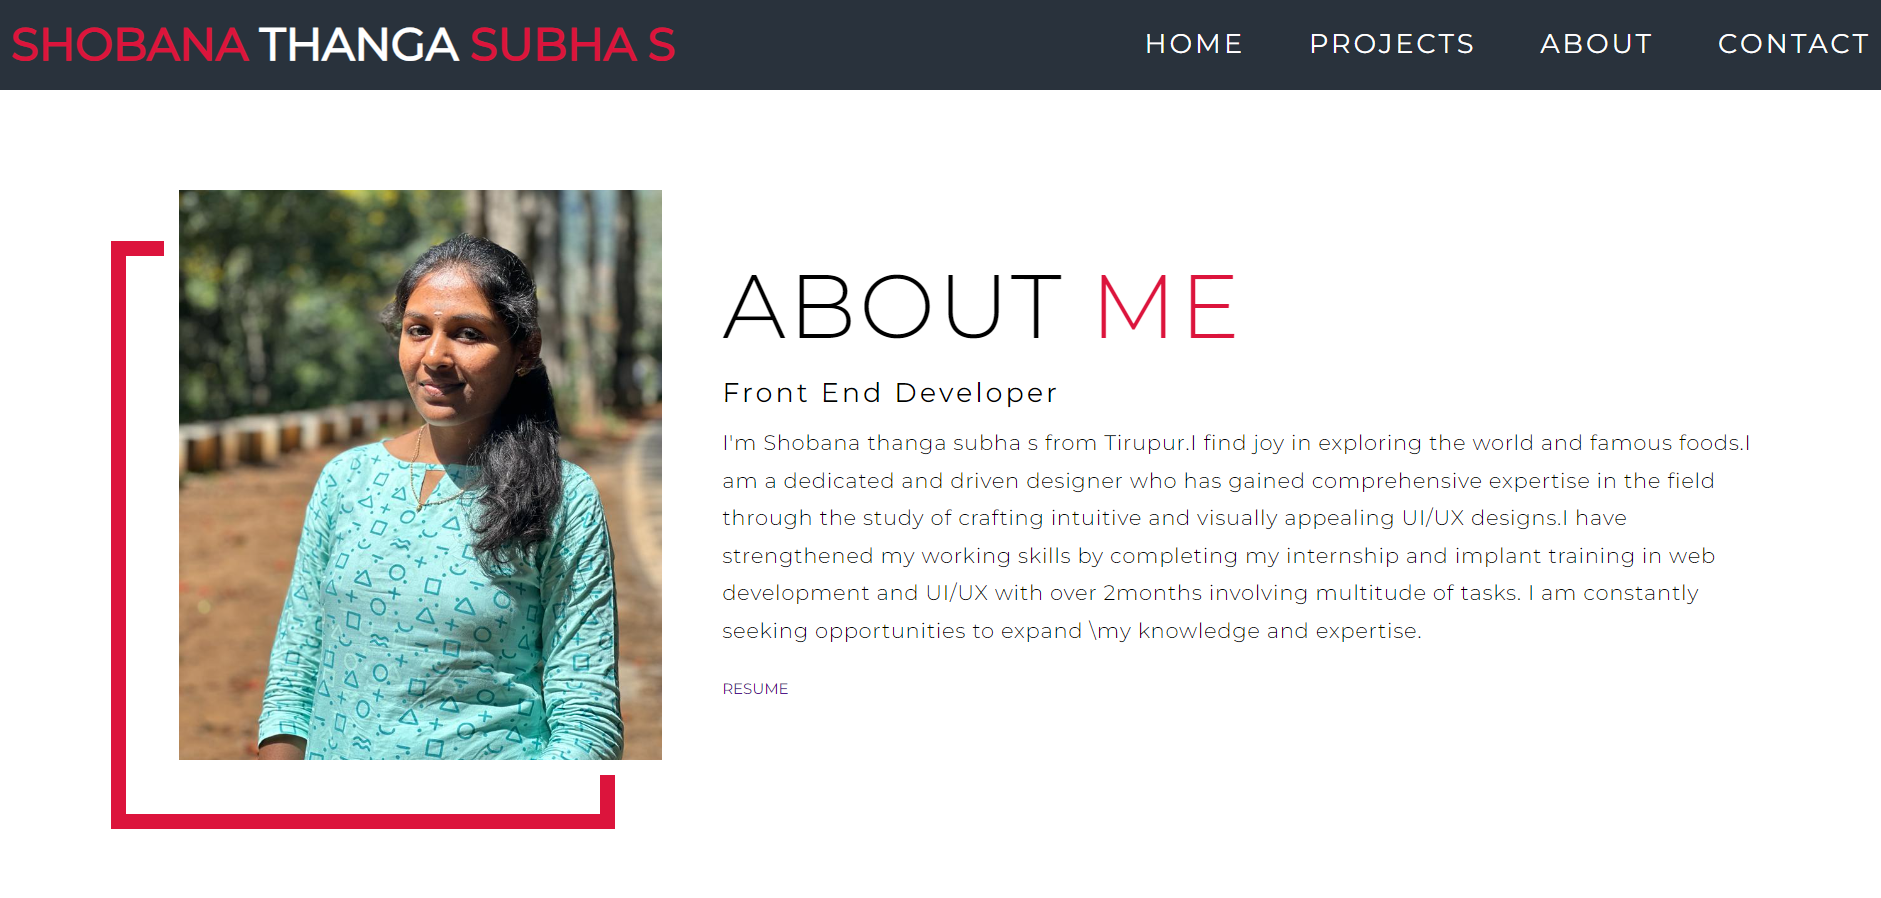 SHOBANA THANGA SUBHA S HOME PROJECTS ABOUT CONTACT
ABOUT ME
Front End Developer
I'm Shobana thanga subha s from Tirupur.I find joy in exploring the world and famous foods.I
am a dedicated and driven designer who has gained comprehensive expertise in the field
through the study of crafting intuitive and visually appealing UI/UX designs.I have
strengthened my working skills by completing my internship and implant training in web
development and UI/UX with over 2months involving multitude of tasks. I am constantly
seeking opportunities to expand \my knowledge and expertise.
RESUME